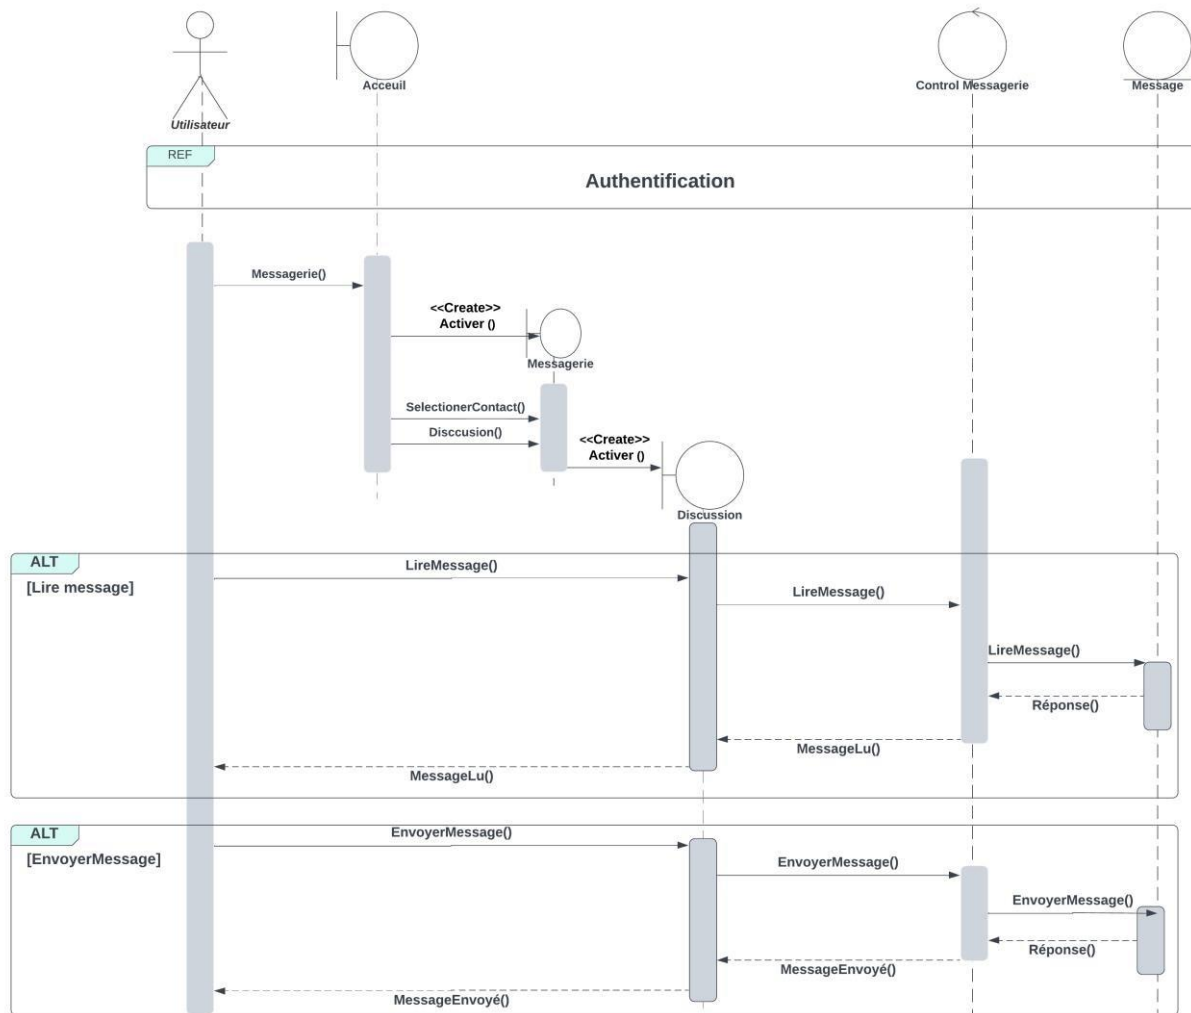 Acceuil
Control Messagerie
Message
Utilisateur
REF
Authentification
Messagerie()
<<Create>>
Activer ()
Messagerie
SelectionerContact()
Disccusion()
<<Create>>
Activer ()
Discussion
ALT
[Lire message]
LireMessage()
LireMessage()
LireMessage()
Réponse()
MessageLu()
MessageLu()
ALT
[EnvoyerMessage]
EnvoyerMessage()
EnvoyerMessage()
EnvoyerMessage()
Réponse()
MessageEnvoyé()
MessageEnvoyé()